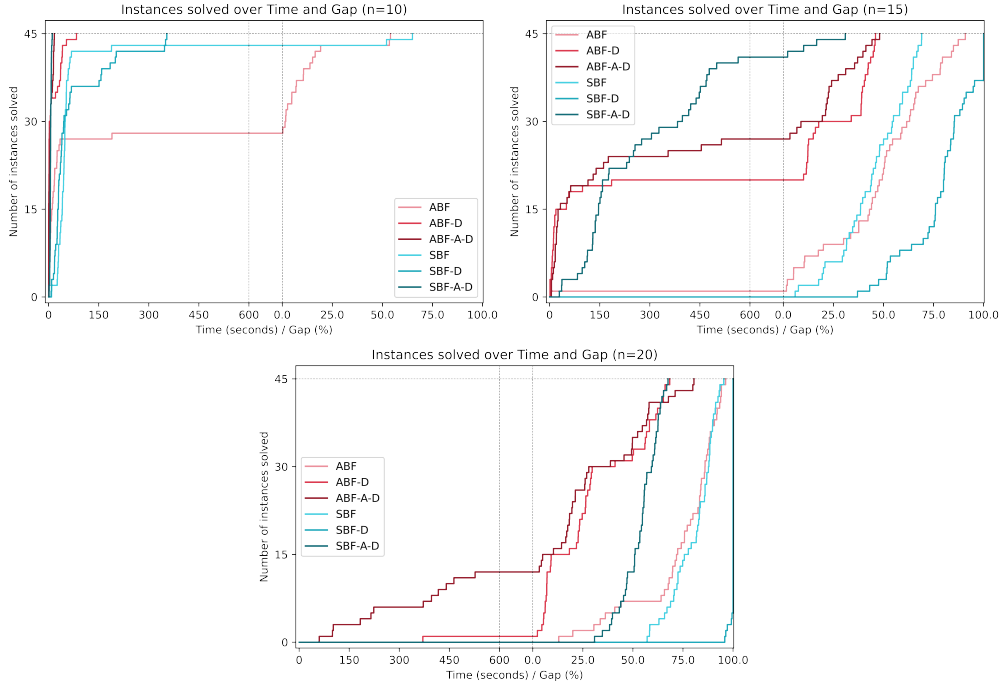 Instances solved over Time and Gap (n=10)
Number of instances solved
45
30
15
0
ABF
ABF-D
ABF-A-D
SBF
SBF-D
SBF-A-D
0 150 300 450 600 0.0 25.0 50.0 75.0 100.0
Time (seconds) / Gap (%)
Instances solved over Time and Gap (n=15)
Number of instances solved
45
30
15
0
ABF
ABF-D
ABF-A-D
SBF
SBF-D
SBF-A-D
0 150 300 450 600 0.0 25.0 50.0 75.0 100.0
Time (seconds) / Gap (%)
Instances solved over Time and Gap (n=20)
Number of instances solved
45
30
15
0
ABF
ABF-D
ABF-A-D
SBF
SBF-D
SBF-A-D
0 150 300 450 600 0.0 25.0 50.0 75.0 100.0
Time (seconds) / Gap (%)